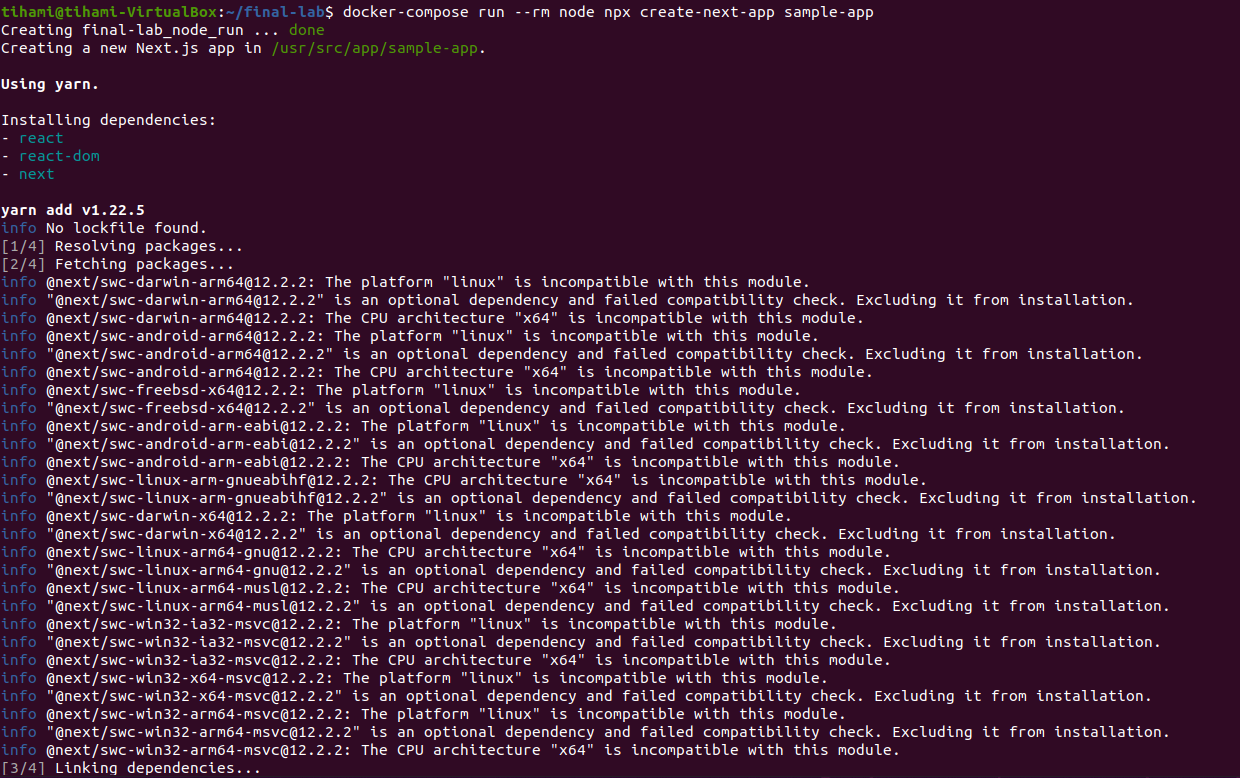 tihami@tihami-VirtualBox:~/final-lab$ docker-compose run --rm node npx create-next-app sample-app
Creating final-lab_node_run ... done
Creating a new Next.js app in /usr/src/app/sample-app.
Using yarn.
Installing dependencies:
- react
- react-dom
- next
yarn add v1.22.5
info No lockfile found.
[1/4] Resolving packages...
[2/4] Fetching packages...
info @next/swc-darwin-arm64@12.2.2: The platform "linux" is incompatible with this module.
info "@next/swc-darwin-arm64@12.2.2" is an optional dependency and failed compatibility check. Excluding it from installation.
info @next/swc-darwin-arm64@12.2.2: The CPU architecture "x64" is incompatible with this module.
info @next/swc-android-arm64@12.2.2: The platform "linux" is incompatible with this module.
info "@next/swc-android-arm64@12.2.2" is an optional dependency and failed compatibility check. Excluding it from installation.
info @next/swc-android-arm64@12.2.2: The CPU architecture "x64" is incompatible with this module.
info @next/swc-freebsd-x64@12.2.2: The platform "linux" is incompatible with this module.
info "@next/swc-freebsd-x64@12.2.2" is an optional dependency and failed compatibility check. Excluding it from installation.
info @next/swc-android-arm-eabi@12.2.2: The platform "linux" is incompatible with this module.
info "@next/swc-android-arm-eabi@12.2.2" is an optional dependency and failed compatibility check. Excluding it from installation.
info @next/swc-android-arm-eabi@12.2.2: The CPU architecture "x64" is incompatible with this module.
info @next/swc-linux-arm-gnueabihf@12.2.2: The CPU architecture "x64" is incompatible with this module.
info "@next/swc-linux-arm-gnueabihf@12.2.2" is an optional dependency and failed compatibility check. Excluding it from installation.
info @next/swc-darwin-x64@12.2.2: The platform "linux" is incompatible with this module.
info "@next/swc-darwin-x64@12.2.2" is an optional dependency and failed compatibility check. Excluding it from installation.
info @next/swc-linux-arm64-gnu@12.2.2: The CPU architecture "x64" is incompatible with this module.
info "@next/swc-linux-arm64-gnu@12.2.2" is an optional dependency and failed compatibility check. Excluding it from installation.
info @next/swc-linux-arm64-musl@12.2.2: The CPU architecture "x64" is incompatible with this module.
info "@next/swc-linux-arm64-musl@12.2.2" is an optional dependency and failed compatibility check. Excluding it from installation.
info @next/swc-win32-ia32-msvc@12.2.2: The platform "linux" is incompatible with this module.
info "@next/swc-win32-ia32-msvc@12.2.2" is an optional dependency and failed compatibility check. Excluding it from installation.
info @next/swc-win32-ia32-msvc@12.2.2: The CPU architecture "x64" is incompatible with this module.
info @next/swc-win32-x64-msvc@12.2.2: The platform "linux" is incompatible with this module.
info "@next/swc-win32-x64-msvc@12.2.2" is an optional dependency and failed compatibility check. Excluding it from installation.
info @next/swc-win32-arm64-msvc@12.2.2: The platform "linux" is incompatible with this module.
info "@next/swc-win32-arm64-msvc@12.2.2" is an optional dependency and failed compatibility check. Excluding it from installation.
info @next/swc-win32-arm64-msvc@12.2.2: The CPU architecture "x64" is incompatible with this module.
[3/4] Linking dependencies...